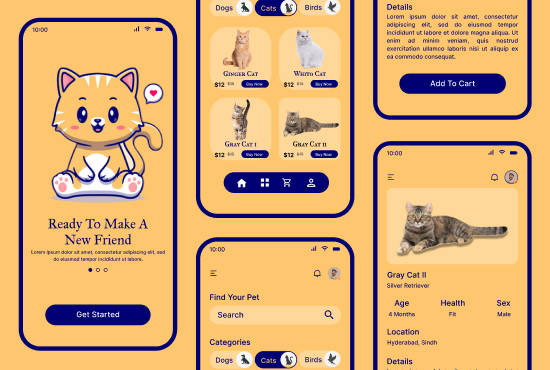 10:00
Ready To Make A
New Friend
Lorem ipsum dolor sit amet, consectetur adipiscing elit, sed
do eiusmod tempor incididunt ut labore.
Get Started
Dogs
Cats
Birds
Ginger Cat
$12 $15 Buy Now
White Cat
$12 $15 Buy Now
Gray Cat I
$12 $15 Buy Now
Gray Cat II
$12 $15 Buy Now
10:00
Find Your Pet
Search
Categories
Dogs
Cats
Birds
Details
Lorem ipsum dolor sit amet, consectetur
adipiscing elit, sed do eiusmod tempor
incididunt ut labore et dolore magna aliqua. Ut
enim ad minim veniam, quis nostrud
exercitation ullamco laboris nisi ut aliquip ex
ea commodo consequat.
Add To Cart
10:00
Gray Cat II
Silver Retriever
Age Health Sex
4 Months Fit Male
Location
Hyderabad, Sindh
Details